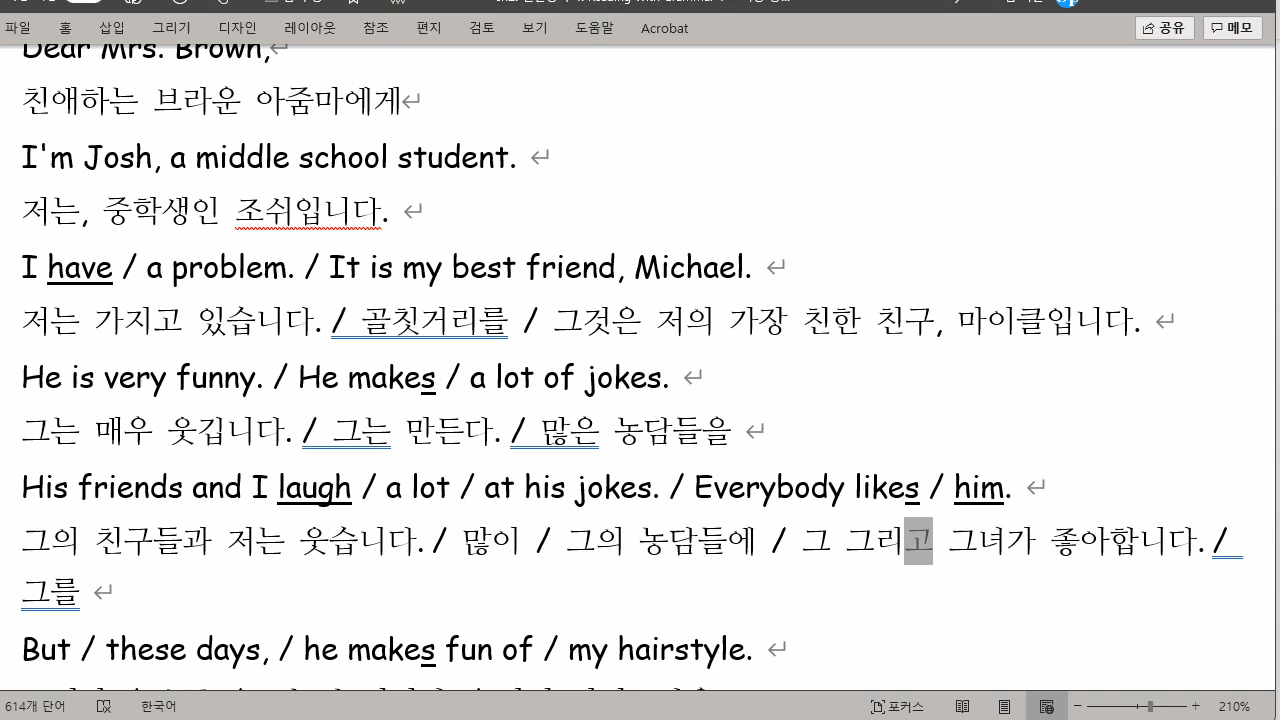 파일 홈 삽입 그리기 디자인 레이아웃 참조 편지 검토 보기 도움말 Acrobat 공유 메모
Dear Mrs. Brown,
친애하는 브라운 아줌마에게
I'm Josh, a middle school student.
저는, 중학생인 조쉬입니다.
I have / a problem. / It is my best friend, Michael.
저는 가지고 있습니다. / 골칫거리를 / 그것은 저의 가장 친한 친구, 마이클입니다.
He is very funny. / He makes / a lot of jokes.
그는 매우 웃깁니다. / 그는 만든다. / 많은 농담들을
His friends and I laugh / a lot / at his jokes. / Everybody likes / him.
그의 친구들과 저는 웃습니다. / 많이 / 그의 농담들에 / 그 그리고 그녀가 좋아합니다. /
그를
But / these days, / he makes fun of / my hairstyle.
614개 단어 한국어 포커스 210%